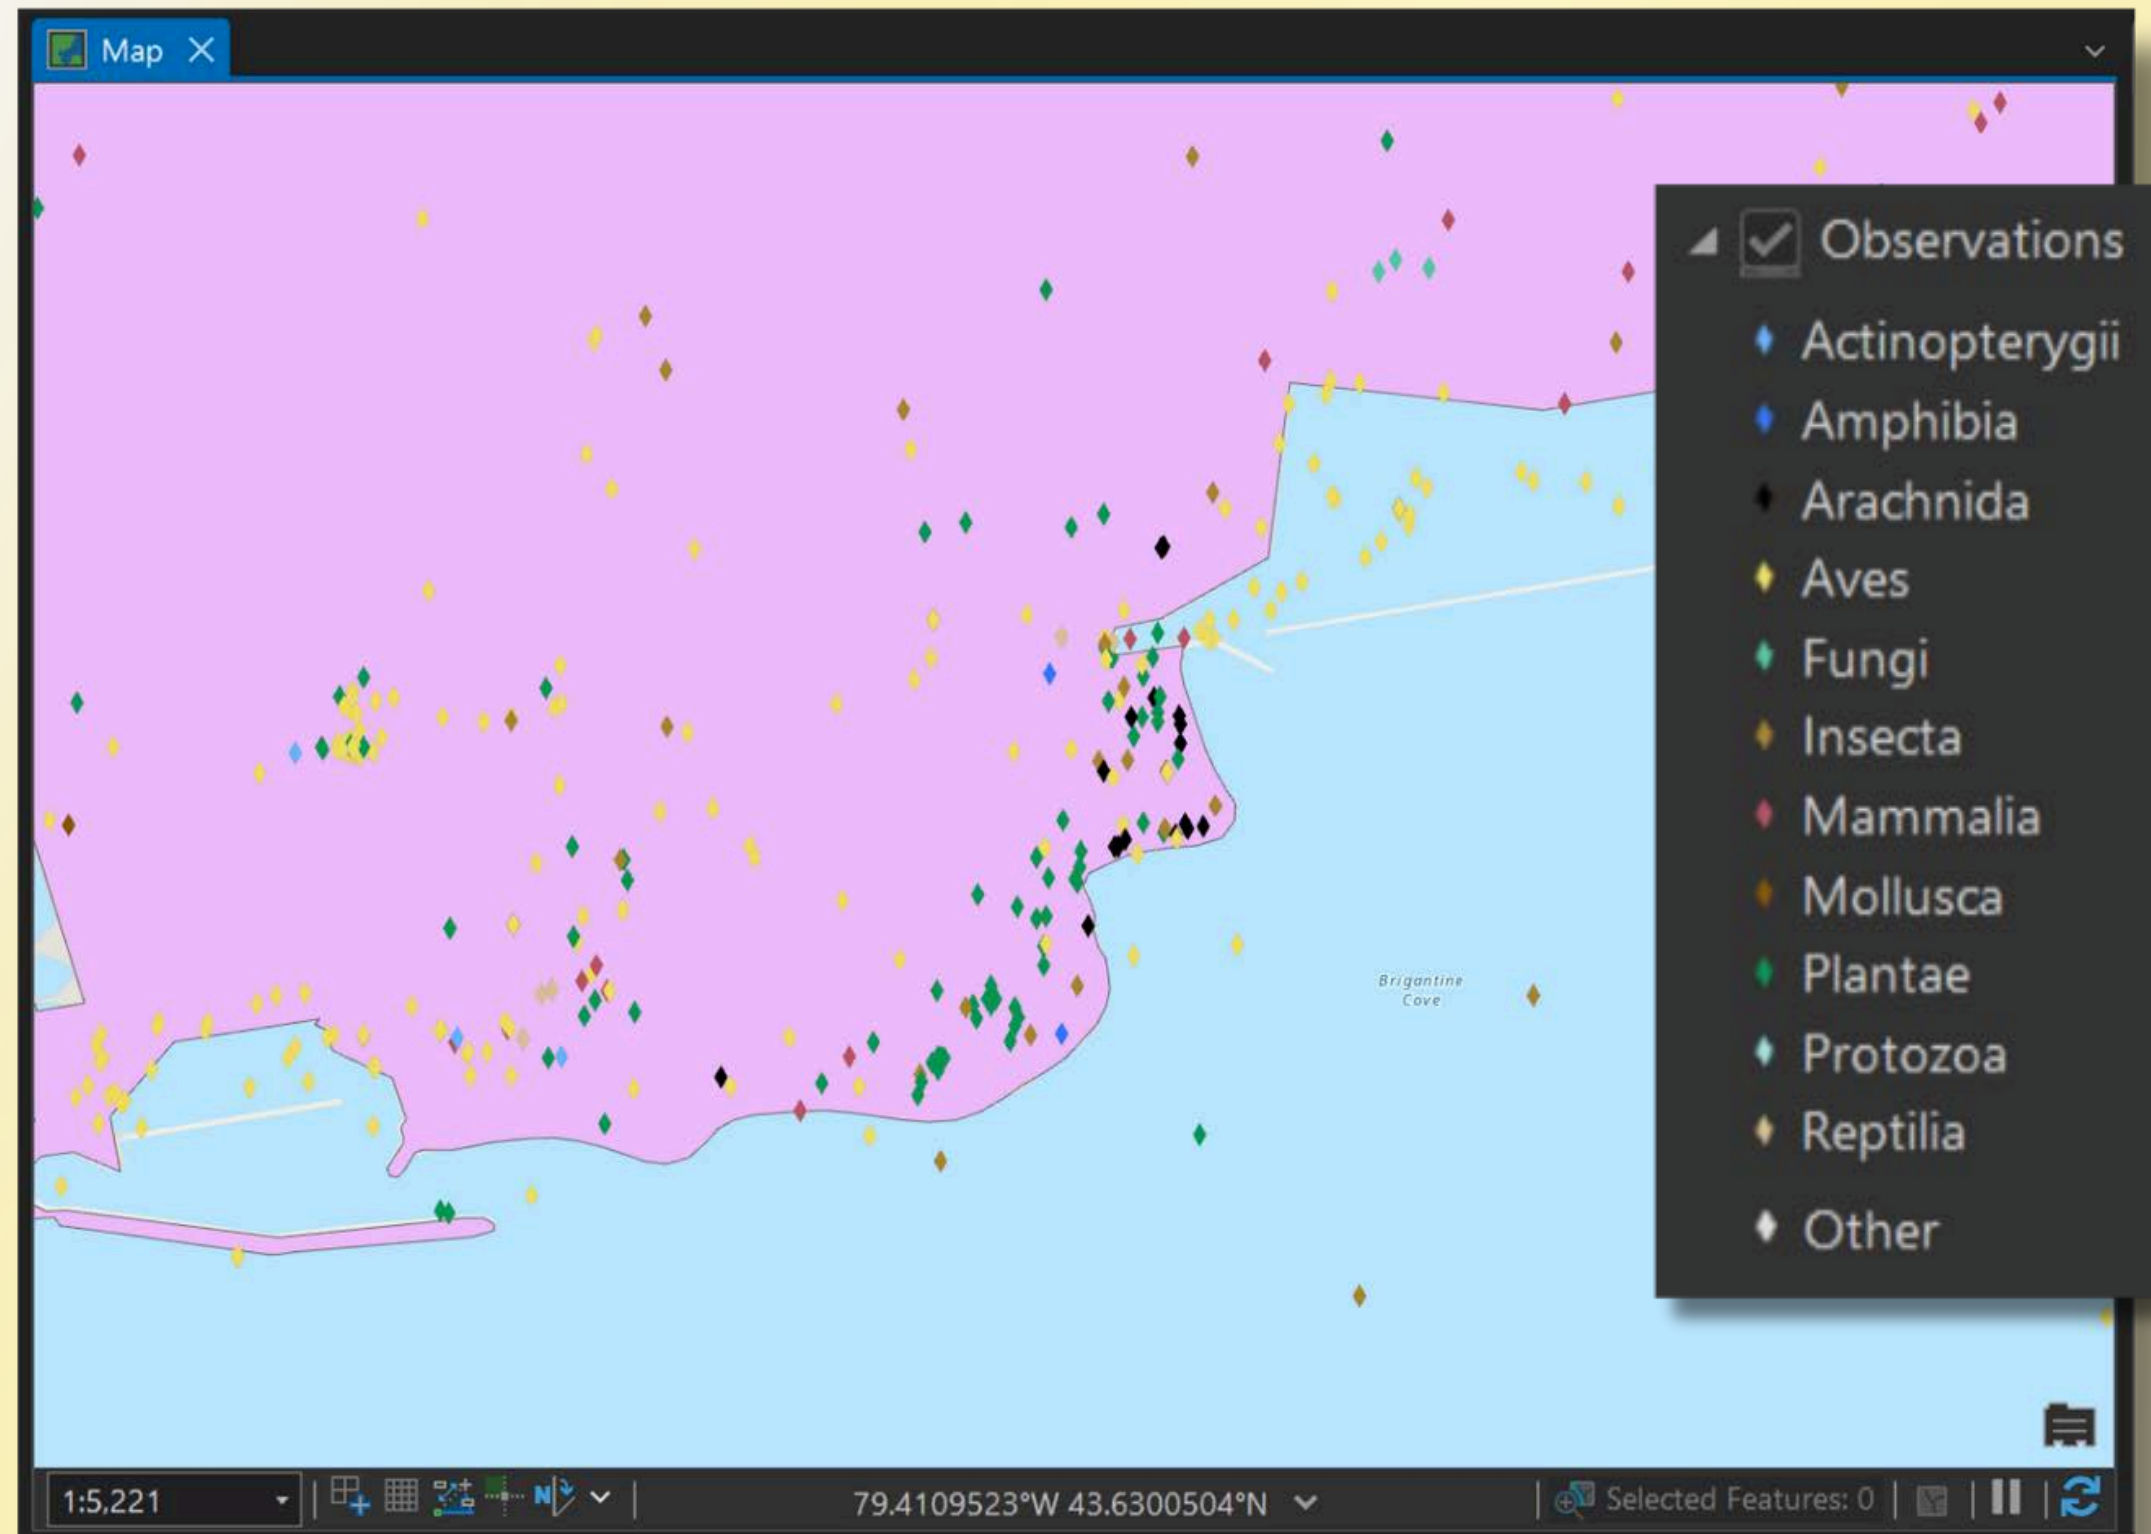 Map
Observations
Actinopterygii
Amphibia
Arachnida
Aves
Fungi
Insecta
Mammalia
Mollusca
Plantae
Protozoa
Reptilia
Other
Brigantine
Cove
1:5,221
79.4109523°W 43.6300504°N
Selected Features: 0